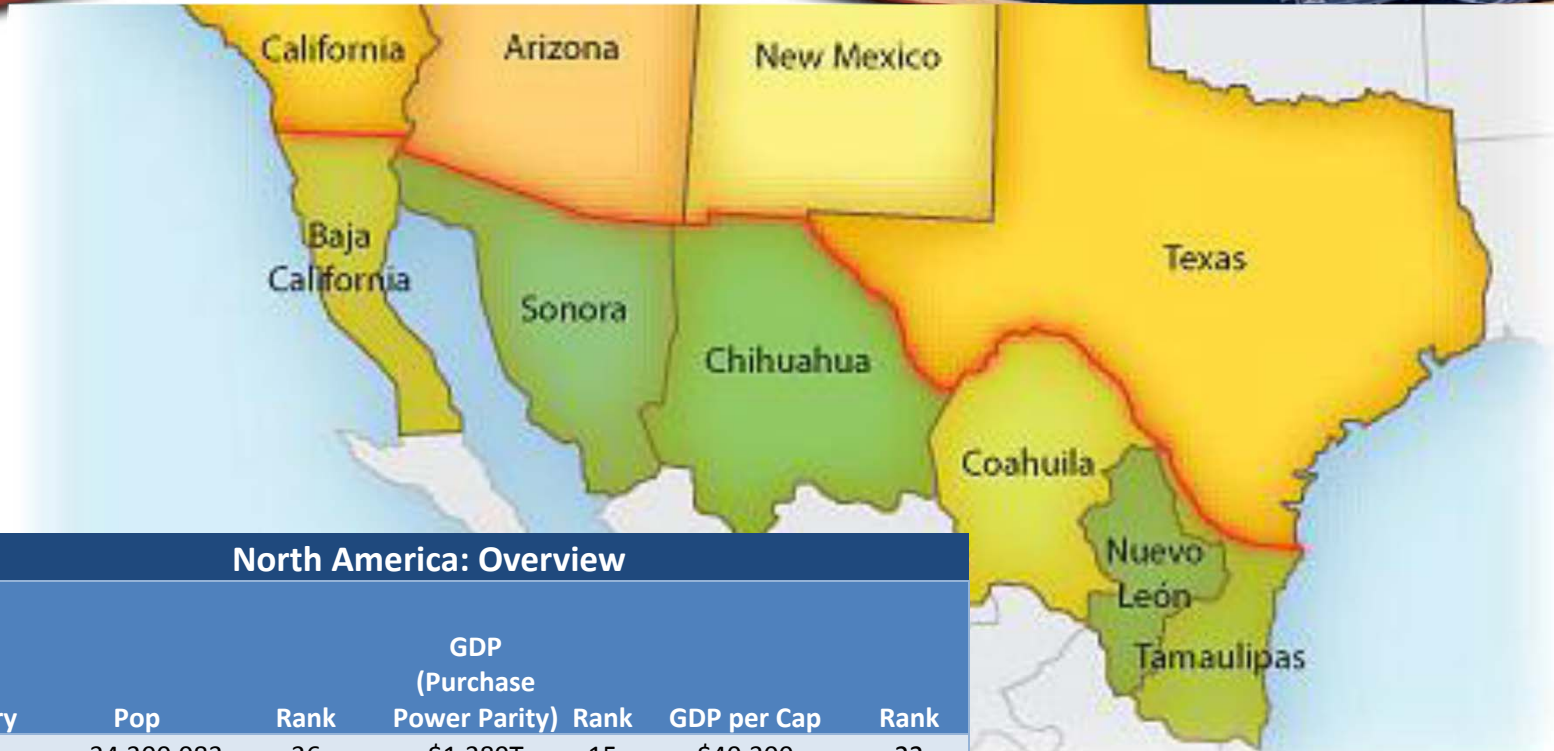 California
Arizona
New Mexico
Baja
California
Sonora
Chihuahua
Texas
Coahuila
Nuevo
León
Tamaulipas
North America: Overview
GDP
(Purchase
Pop Rank Power Parity) Rank GDP per Cap Rank